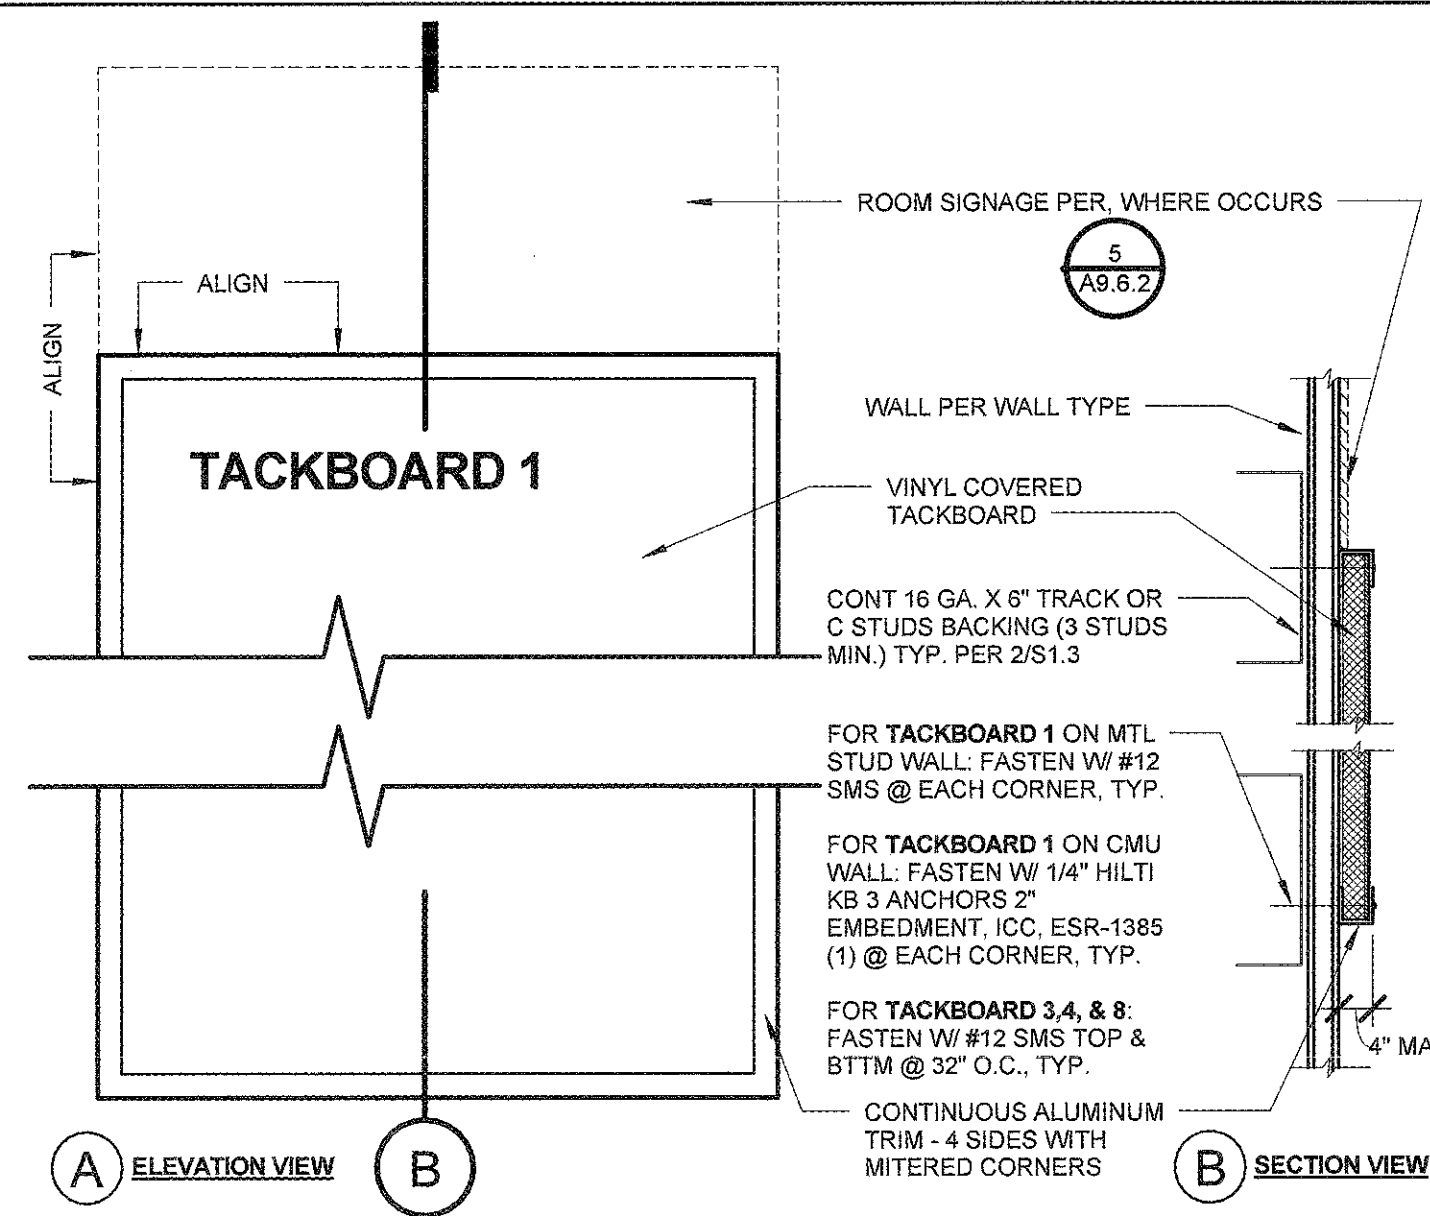 ROOM SIGNAGE PER, WHERE OCCURS
5
A9.6.2
ALIGN
ALIGN
TACKBOARD 1
WALL PER WALL TYPE
VINYL COVERED
TACKBOARD
CONT 16 GA. X 6" TRACK OR
C STUDS BACKING (3 STUDS
MIN.) TYP. PER 2/S1.3
FOR TACKBOARD 1 ON MTL
STUD WALL: FASTEN W/ #12
SMS @ EACH CORNER, TYP.
FOR TACKBOARD 1 ON CMU
WALL: FASTEN W/ 1/4" HILTI
KB 3 ANCHORS 2"
EMBEDMENT, ICC, ESR-1385
(1) @ EACH CORNER, TYP.
FOR TACKBOARD 3,4, & 8:
FASTEN W/ #12 SMS TOP &
BTTM @ 32" O.C., TYP.
4" MA
CONTINUOUS ALUMINUM
TRIM - 4 SIDES WITH
MITERED CORNERS
A ELEVATION VIEW
B
B SECTION VIEW